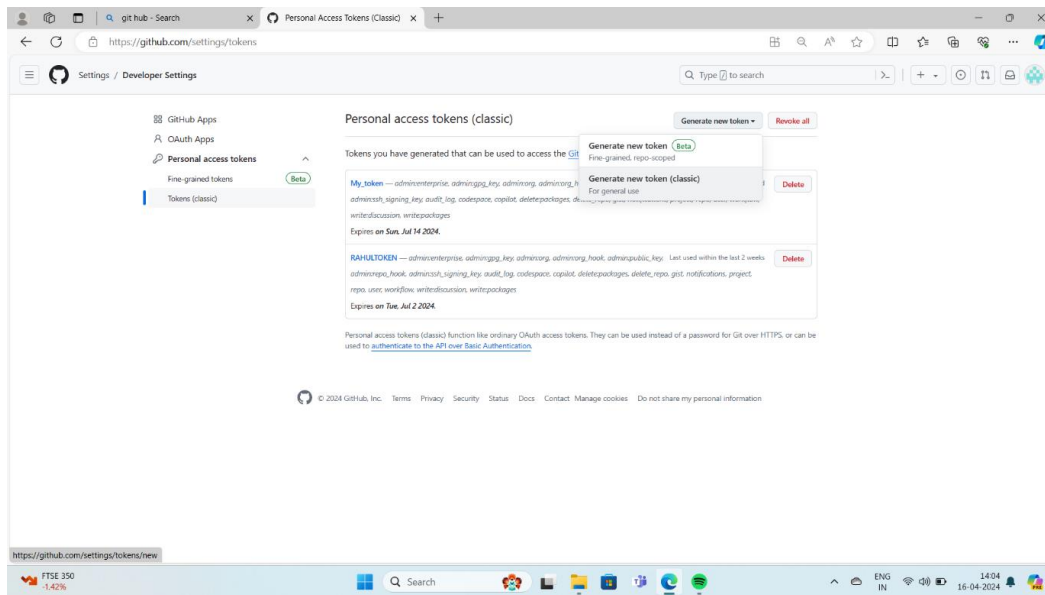 git hub - Search
Personal Access Tokens (Classic)
https://github.com/settings/tokens
Settings / Developer Settings
Type / to search
GitHub Apps
OAuth Apps
Personal access tokens
Fine-grained tokens Beta
Tokens (classic)
Personal access tokens (classic)
Generate new token
Revoke all
Generate new token Beta
Fine-grained, repo-scoped
Generate new token (classic)
For general use
Tokens you have generated that can be used to access the Git
My_token — admin:enterprise, admin:gpg_key, admin:org, admin:org_h
Delete
admin:ssh_signing_key, audit_log, codespace, copilot, delete:packages,
write:discussion, write:packages
Expires on Sun, Jul 14 2024.
RAHULTOKEN — admin:enterprise, admin:gpg_key, admin:org, admin:org_hook, admin:public_key, Last used within the last 2 weeks
Delete
admin:repo_hook, admin:ssh_signing_key, audit_log, codespace, copilot, delete:packages, delete_repo, gist, notifications, project,
repo, user, workflow, write:discussion, write:packages
Expires on Tue, Jul 2 2024.
Personal access tokens (classic) function like ordinary OAuth access tokens. They can be used instead of a password for Git over HTTPS, or can be
used to authenticate to the API over Basic Authentication.
© 2024 GitHub, Inc. Terms Privacy Security Status Docs Contact Manage cookies Do not share my personal information
https://github.com/settings/tokens/new
FTSE 350
-1.42%
Search
ENG
IN
14:04
16-04-2024